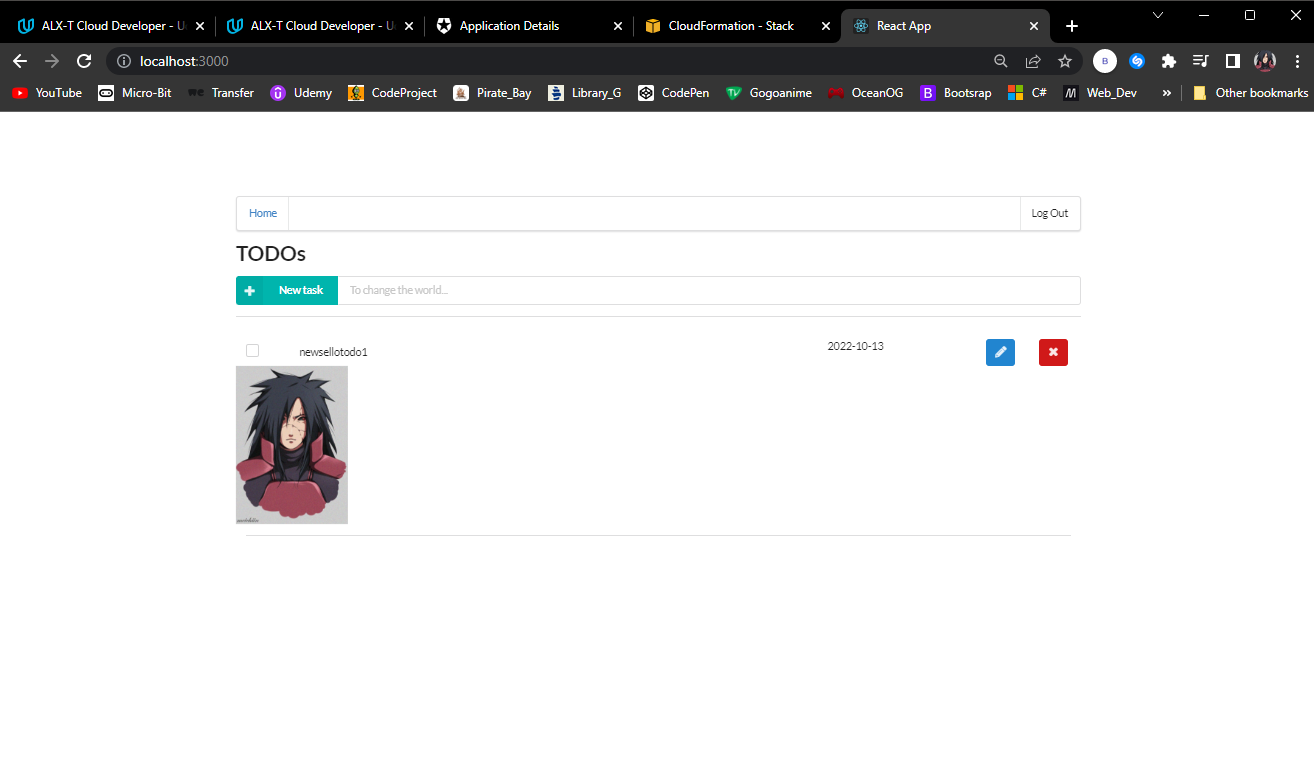 ALX-T Cloud Developer - U
ALX-T Cloud Developer - U
Application Details
CloudFormation - Stack
React App
localhost:3000
B
YouTube
Micro-Bit
we Transfer
Udemy
CodeProject
Pirate_Bay
Library_G
CodePen
TV Gogoanime
OceanOG
B Bootsrap
C#
M Web_Dev
»
Other bookmarks
Home
Log Out
TODOs
New task
To change the world...
newsellotodo1
2022-10-13